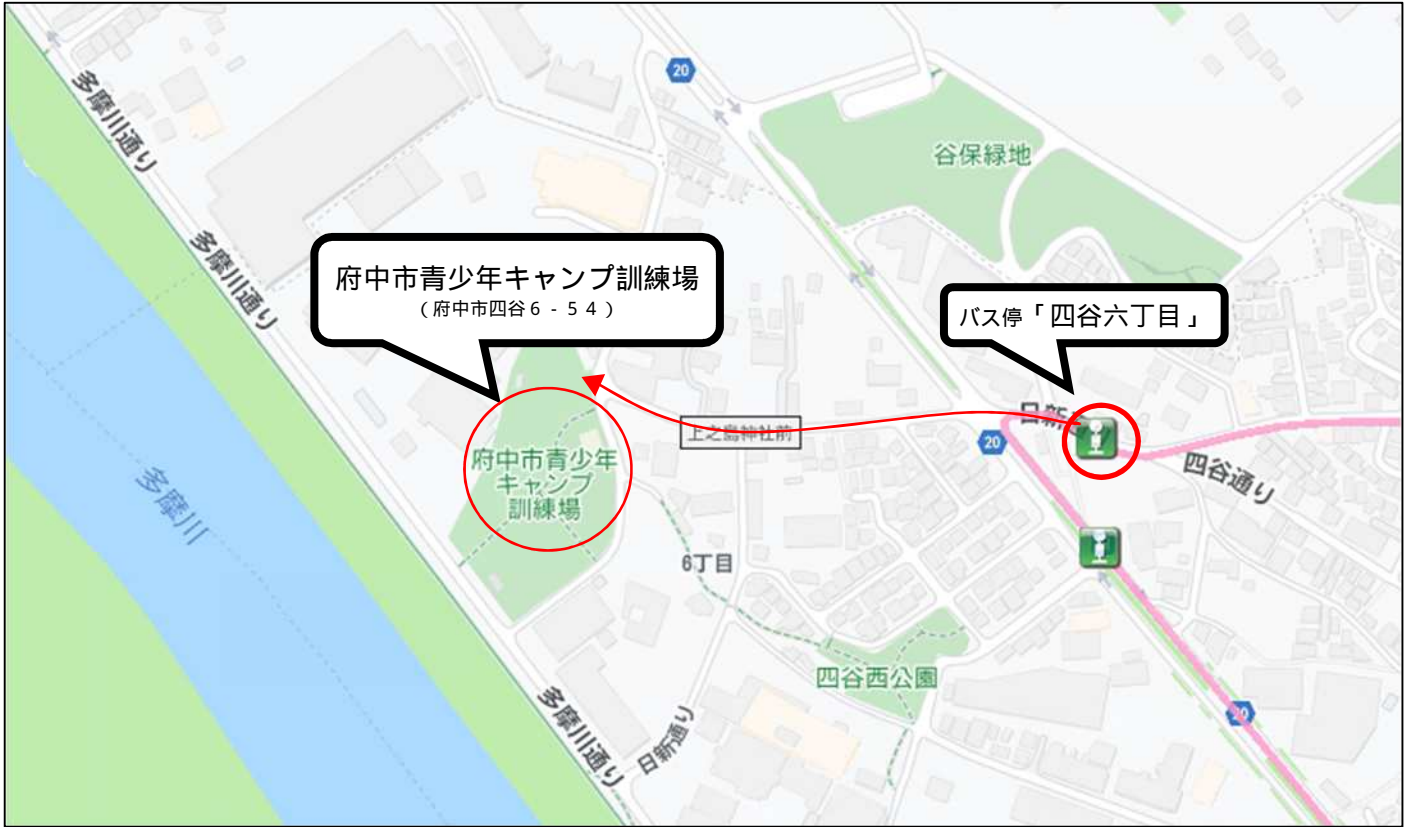 多摩川通り
20
谷保緑地
多摩川通り
府中市青少年キャンプ訓練場
(府中市四谷6-54)
バス停「四谷六丁目」
上之島神社前
20
四谷通り
府中市青少年
キャンプ
訓練場
多摩川
6丁目
四谷西公園
多摩川通り
日新通り
20